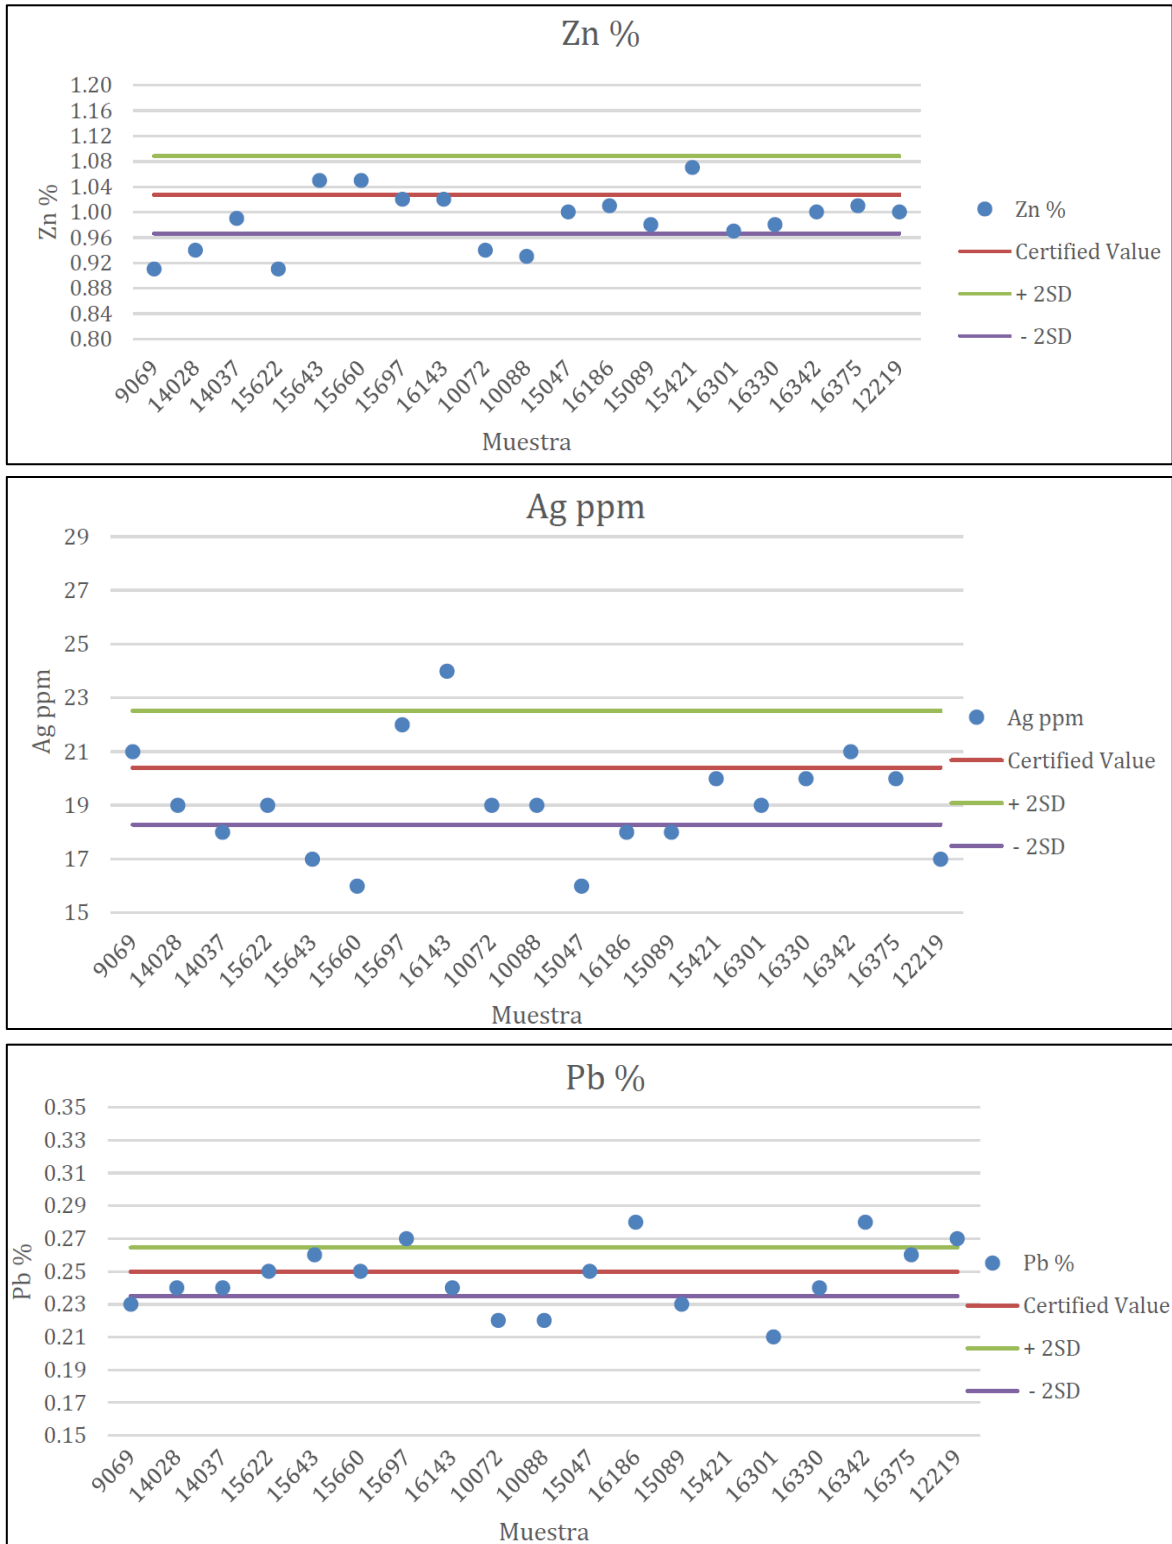 Zn %
1.20
1.16
1.12
1.08
1.04
1.00
0.96
0.92
0.88
0.84
0.80
Zn %
Zn %
Certified Value
+ 2SD
- 2SD
9069 14028 14037 15622 15643 15660 15697 16143 10072 10088 15047 16186 15089 15421 16301 16330 16342 16375 12219
Muestra
Ag ppm
29
27
25
23
21
19
17
15
Ag ppm
Ag ppm
Certified Value
+ 2SD
- 2SD
9069 14028 14037 15622 15643 15660 15697 16143 10072 10088 15047 16186 15089 15421 16301 16330 16342 16375 12219
Muestra
Pb %
0.35
0.33
0.31
0.29
0.27
0.25
0.23
0.21
0.19
0.17
0.15
Pb %
Pb %
Certified Value
+ 2SD
- 2SD
9069 14028 14037 15622 15643 15660 15697 16143 10072 10088 15047 16186 15089 15421 16301 16330 16342 16375 12219
Muestra